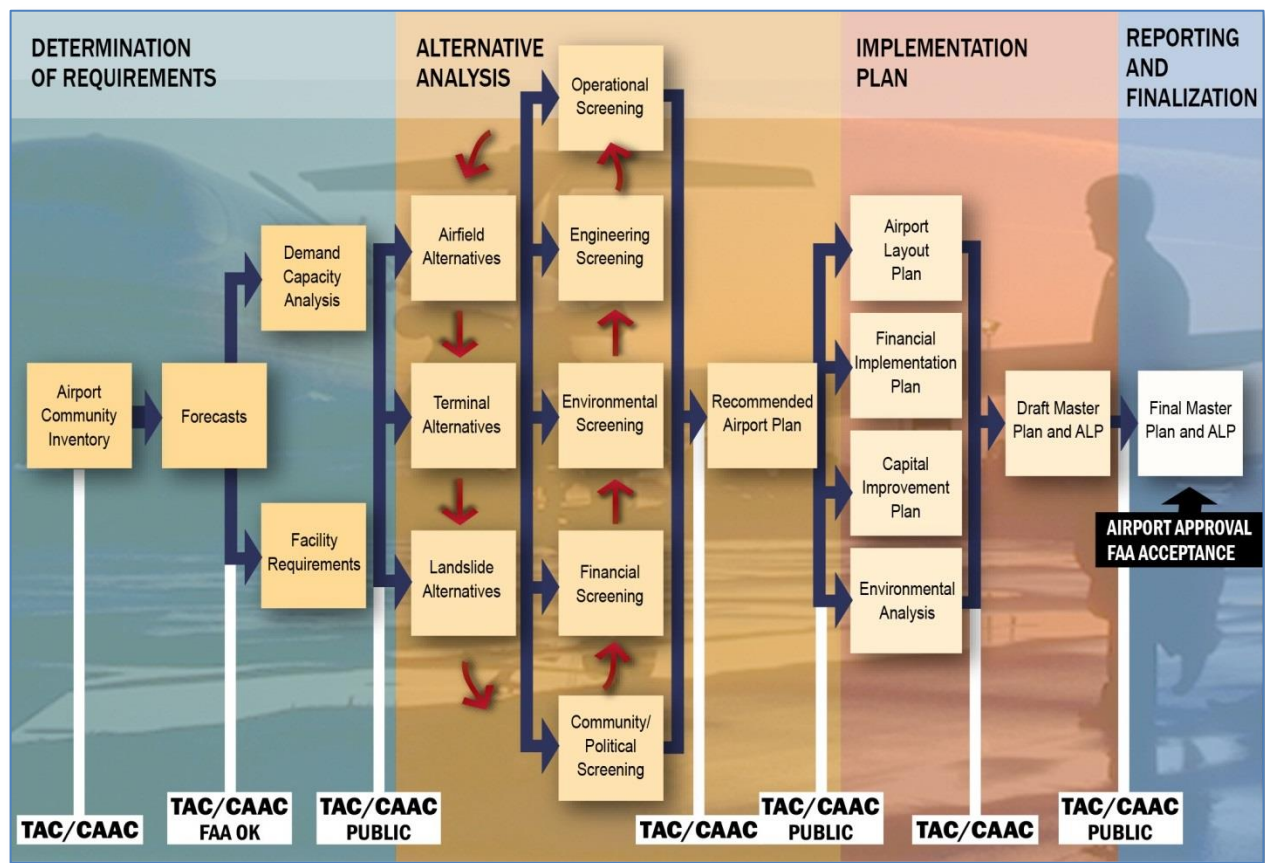 DETERMINATION
OF REQUIREMENTS
ALTERNATIVE
ANALYSIS
IMPLEMENTATION
PLAN
REPORTING
AND
FINALIZATION
Airport
Community
Inventory
Forecasts
Demand
Capacity
Analysis
Facility
Requirements
Airfield
Alternatives
Terminal
Alternatives
Landslide
Alternatives
Operational
Screening
Engineering
Screening
Environmental
Screening
Financial
Screening
Community/
Political
Screening
Recommended
Airport Plan
Airport
Layout
Plan
Financial
Implementation
Plan
Capital
Improvement
Plan
Environmental
Analysis
Draft Master
Plan and ALP
Final Master
Plan and ALP
AIRPORT APPROVAL
FAA ACCEPTANCE
TAC/CAAC
TAC/CAAC
FAA OK
TAC/CAAC
PUBLIC
TAC/CAAC
TAC/CAAC
PUBLIC
TAC/CAAC
TAC/CAAC
PUBLIC